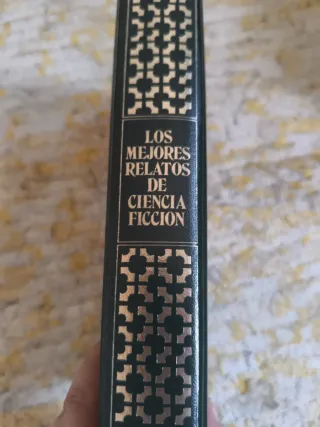 LOS
MEJORES
RELATOS
DE
CIENCIA
FICCION